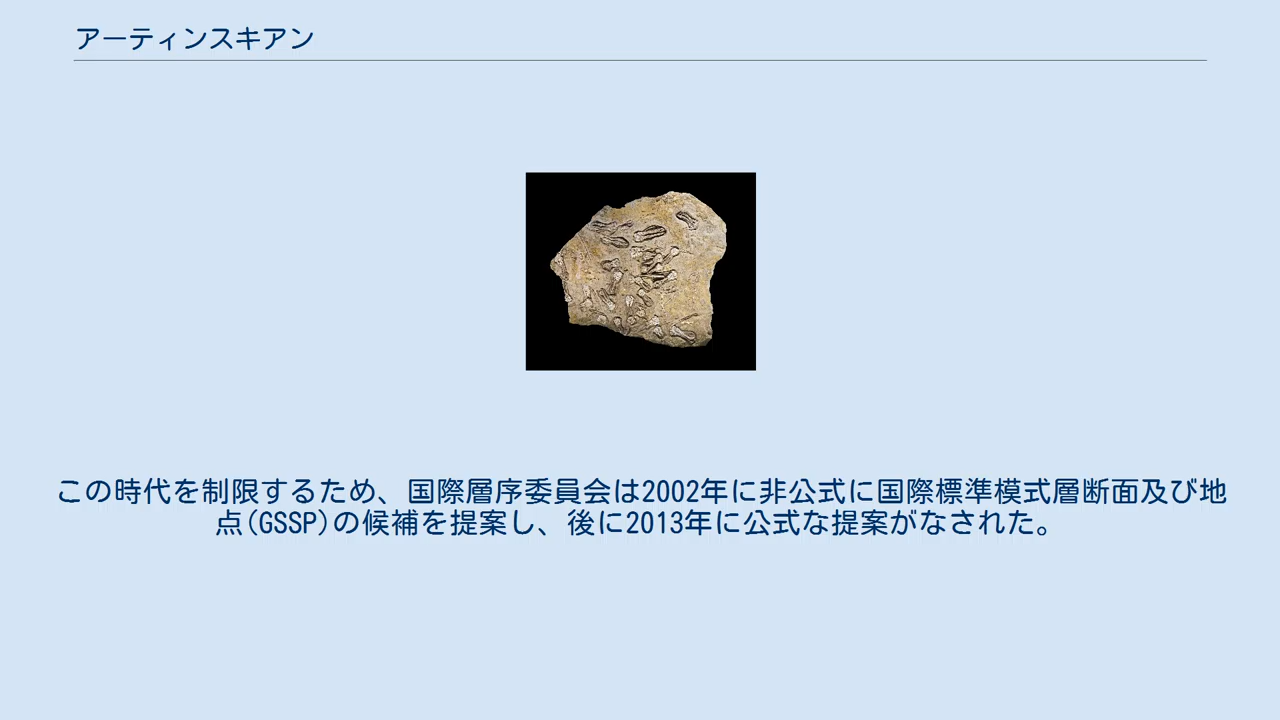 アーティンスキアン
この時代を制限するため、国際層序委員会は2002年に非公式に国際標準模式層断面及び地
点(GSSP)の候補を提案し、後に2013年に公式な提案がなされた。